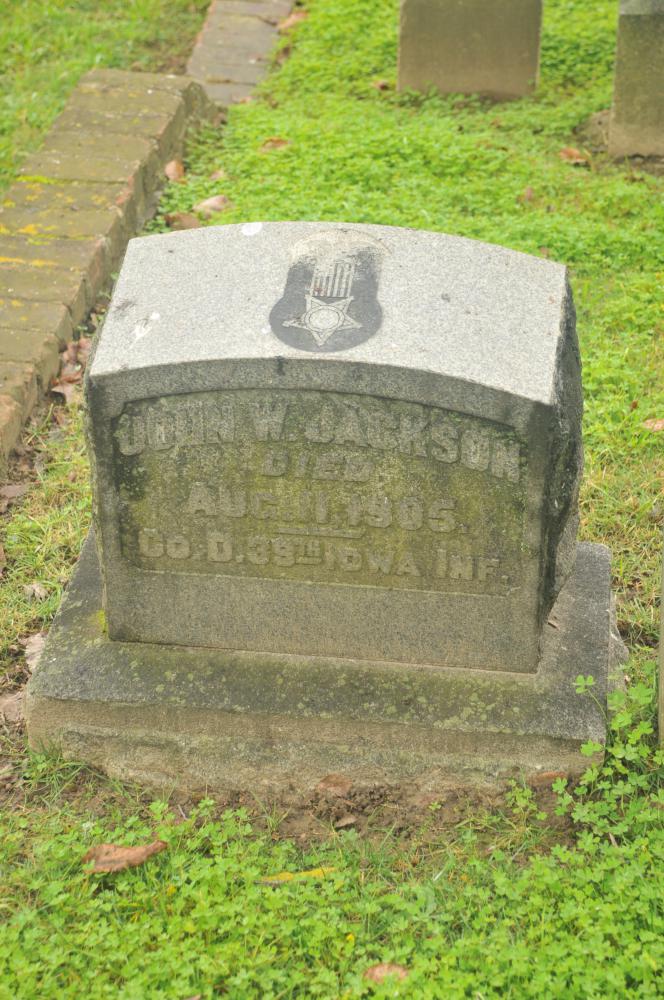 JOHN W. JACKSON
DIED
AUG. 11, 1905.
CO. D. 39TH IOWA INF.